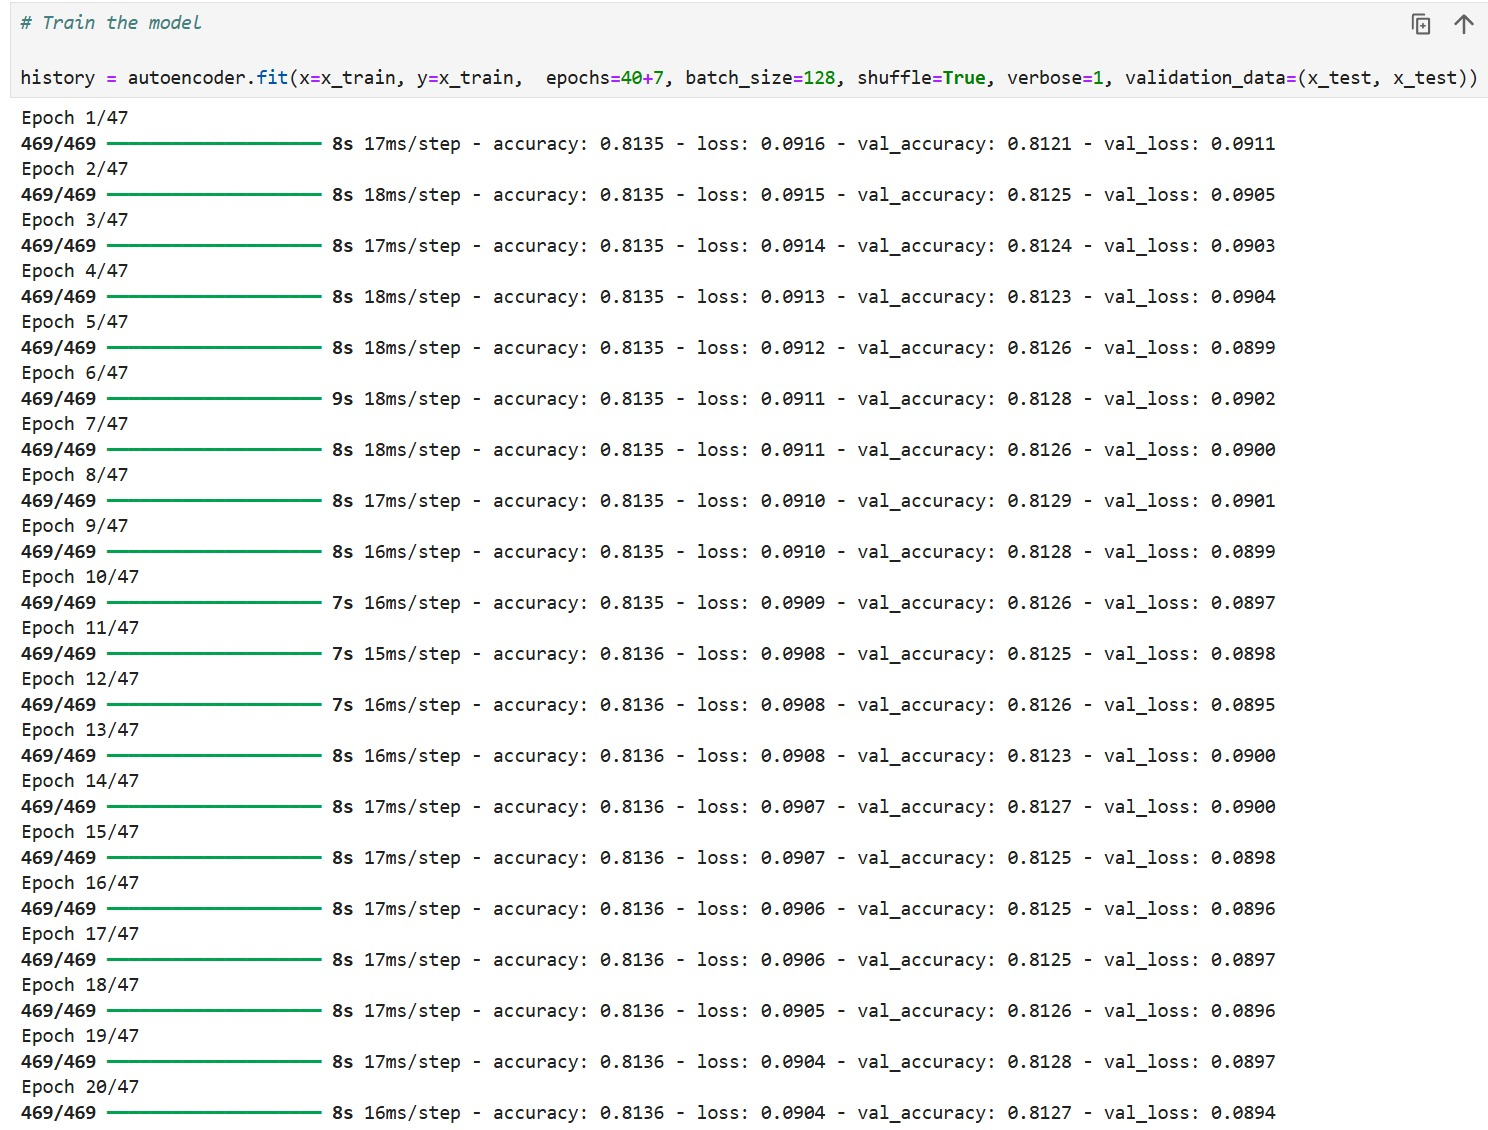 # Train the model
history = autoencoder.fit(x=x_train, y=x_train,  epochs=40+7, batch_size=128, shuffle=True, verbose=1, validation_data=(x_test, x_test))
Epoch 1/47
469/469 8s 17ms/step - accuracy: 0.8135 - loss: 0.0916 - val_accuracy: 0.8121 - val_loss: 0.0911
Epoch 2/47
469/469 8s 18ms/step - accuracy: 0.8135 - loss: 0.0915 - val_accuracy: 0.8125 - val_loss: 0.0905
Epoch 3/47
469/469 8s 17ms/step - accuracy: 0.8135 - loss: 0.0914 - val_accuracy: 0.8124 - val_loss: 0.0903
Epoch 4/47
469/469 8s 18ms/step - accuracy: 0.8135 - loss: 0.0913 - val_accuracy: 0.8123 - val_loss: 0.0904
Epoch 5/47
469/469 8s 18ms/step - accuracy: 0.8135 - loss: 0.0912 - val_accuracy: 0.8126 - val_loss: 0.0899
Epoch 6/47
469/469 9s 18ms/step - accuracy: 0.8135 - loss: 0.0911 - val_accuracy: 0.8128 - val_loss: 0.0902
Epoch 7/47
469/469 8s 18ms/step - accuracy: 0.8135 - loss: 0.0911 - val_accuracy: 0.8126 - val_loss: 0.0900
Epoch 8/47
469/469 8s 17ms/step - accuracy: 0.8135 - loss: 0.0910 - val_accuracy: 0.8129 - val_loss: 0.0901
Epoch 9/47
469/469 8s 16ms/step - accuracy: 0.8135 - loss: 0.0910 - val_accuracy: 0.8128 - val_loss: 0.0899
Epoch 10/47
469/469 7s 16ms/step - accuracy: 0.8135 - loss: 0.0909 - val_accuracy: 0.8126 - val_loss: 0.0897
Epoch 11/47
469/469 7s 15ms/step - accuracy: 0.8136 - loss: 0.0908 - val_accuracy: 0.8125 - val_loss: 0.0898
Epoch 12/47
469/469 7s 16ms/step - accuracy: 0.8136 - loss: 0.0908 - val_accuracy: 0.8126 - val_loss: 0.0895
Epoch 13/47
469/469 8s 16ms/step - accuracy: 0.8136 - loss: 0.0908 - val_accuracy: 0.8123 - val_loss: 0.0900
Epoch 14/47
469/469 8s 17ms/step - accuracy: 0.8136 - loss: 0.0907 - val_accuracy: 0.8127 - val_loss: 0.0900
Epoch 15/47
469/469 8s 17ms/step - accuracy: 0.8136 - loss: 0.0907 - val_accuracy: 0.8125 - val_loss: 0.0898
Epoch 16/47
469/469 8s 17ms/step - accuracy: 0.8136 - loss: 0.0906 - val_accuracy: 0.8125 - val_loss: 0.0896
Epoch 17/47
469/469 8s 17ms/step - accuracy: 0.8136 - loss: 0.0906 - val_accuracy: 0.8125 - val_loss: 0.0897
Epoch 18/47
469/469 8s 17ms/step - accuracy: 0.8136 - loss: 0.0905 - val_accuracy: 0.8126 - val_loss: 0.0896
Epoch 19/47
469/469 8s 17ms/step - accuracy: 0.8136 - loss: 0.0904 - val_accuracy: 0.8128 - val_loss: 0.0897
Epoch 20/47
469/469 8s 16ms/step - accuracy: 0.8136 - loss: 0.0904 - val_accuracy: 0.8127 - val_loss: 0.0894